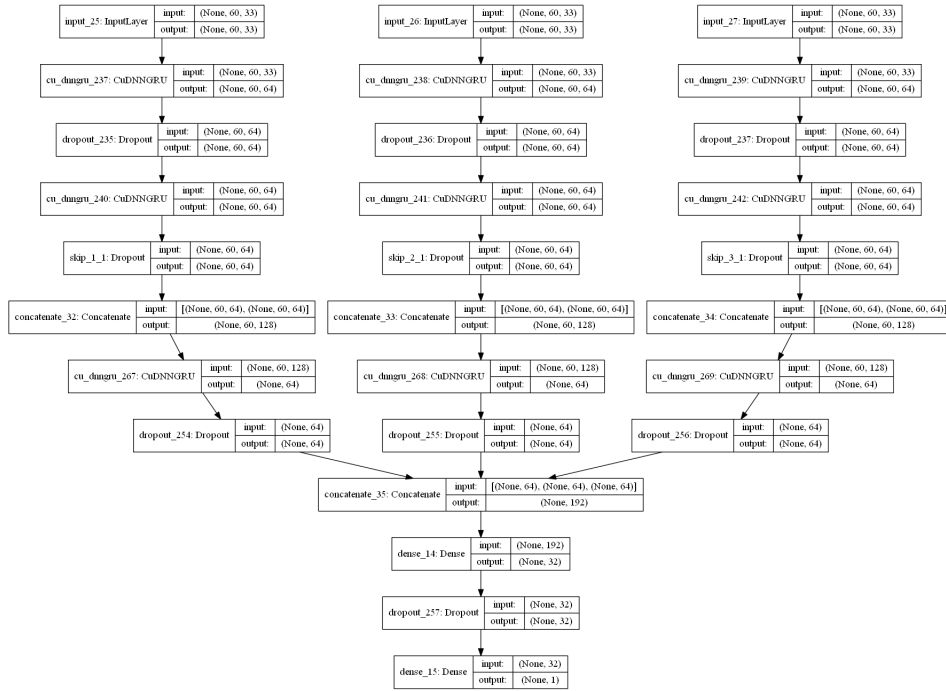 input_25: InputLayer input: (None, 60, 33) output: (None, 60, 33)
input_26: InputLayer input: (None, 60, 33) output: (None, 60, 33)
input_27: InputLayer input: (None, 60, 33) output: (None, 60, 33)
cu_dnngru_237: CuDNNGRU input: (None, 60, 33) output: (None, 60, 64)
cu_dnngru_238: CuDNNGRU input: (None, 60, 33) output: (None, 60, 64)
cu_dnngru_239: CuDNNGRU input: (None, 60, 33) output: (None, 60, 64)
dropout_235: Dropout input: (None, 60, 64) output: (None, 60, 64)
dropout_236: Dropout input: (None, 60, 64) output: (None, 60, 64)
dropout_237: Dropout input: (None, 60, 64) output: (None, 60, 64)
cu_dnngru_240: CuDNNGRU input: (None, 60, 64) output: (None, 60, 64)
cu_dnngru_241: CuDNNGRU input: (None, 60, 64) output: (None, 60, 64)
cu_dnngru_242: CuDNNGRU input: (None, 60, 64) output: (None, 60, 64)
skip_1_1: Dropout input: (None, 60, 64) output: (None, 60, 64)
skip_2_1: Dropout input: (None, 60, 64) output: (None, 60, 64)
skip_3_1: Dropout input: (None, 60, 64) output: (None, 60, 64)
concatenate_32: Concatenate input: [(None, 60, 64), (None, 60, 64)] output: (None, 60, 128)
concatenate_33: Concatenate input: [(None, 60, 64), (None, 60, 64)] output: (None, 60, 128)
concatenate_34: Concatenate input: [(None, 60, 64), (None, 60, 64)] output: (None, 60, 128)
cu_dnngru_267: CuDNNGRU input: (None, 60, 128) output: (None, 64)
cu_dnngru_268: CuDNNGRU input: (None, 60, 128) output: (None, 64)
cu_dnngru_269: CuDNNGRU input: (None, 60, 128) output: (None, 64)
dropout_254: Dropout input: (None, 64) output: (None, 64)
dropout_255: Dropout input: (None, 64) output: (None, 64)
dropout_256: Dropout input: (None, 64) output: (None, 64)
concatenate_35: Concatenate input: [(None, 64), (None, 64), (None, 64)] output: (None, 192)
dense_14: Dense input: (None, 192) output: (None, 32)
dropout_257: Dropout input: (None, 32) output: (None, 32)
dense_15: Dense input: (None, 32) output: (None, 1)